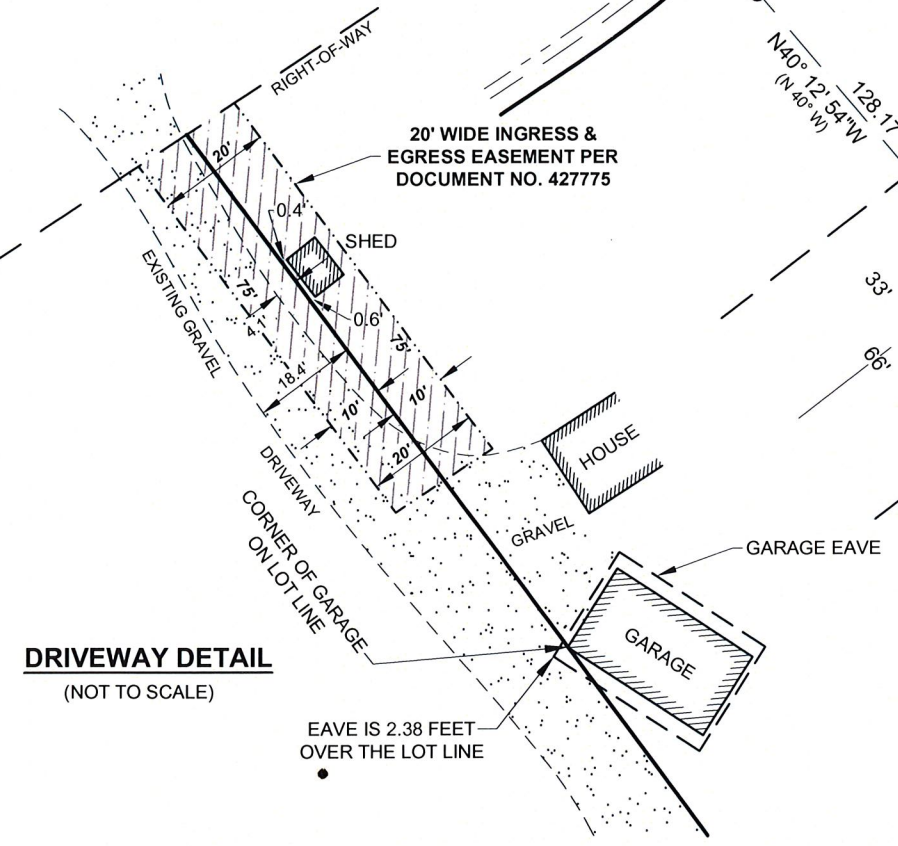 RIGHT-OF-WAY
N40° 12' 54"W
(N 40° W)
128.17
20' WIDE INGRESS &
EGRESS EASEMENT PER
DOCUMENT NO. 427775
20'
0.4
SHED
EXISTING GRAVEL
DRIVEWAY
75'
4.1'
0.6
75'
33'
66'
18.4'
10'
10'
20'
HOUSE
GRAVEL
CORNER OF GARAGE
ON LOT LINE
GARAGE EAVE
GARAGE
DRIVEWAY DETAIL
(NOT TO SCALE)
EAVE IS 2.38 FEET
OVER THE LOT LINE